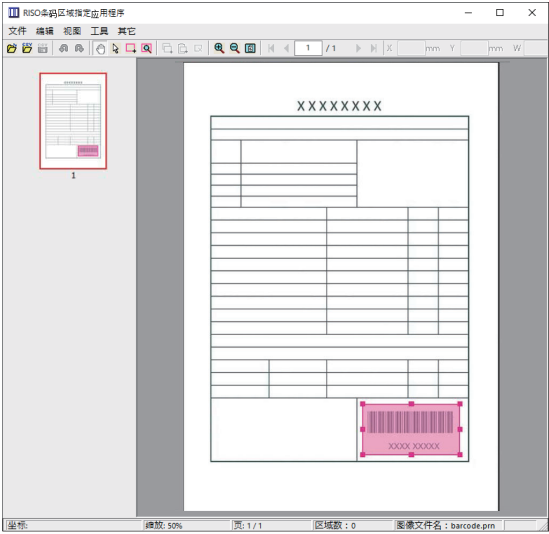 RISO条码区域指定应用程序
文件 编辑 视图 工具 其它
1 / 1 X mm Y mm W
1
XXXXXXXX
XXXX XXXXX
坐标: 缩放: 50% 页: 1 / 1 区域数：0 图像文件名：barcode.prn